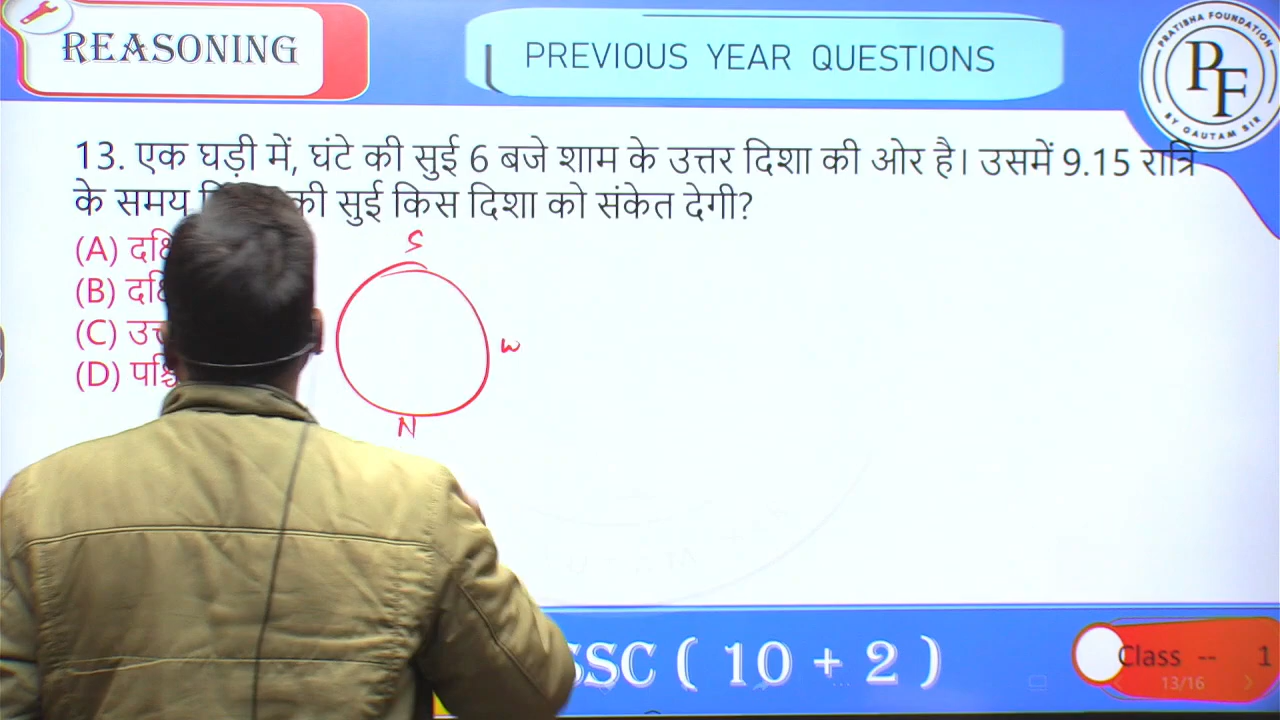 REASONING
PREVIOUS YEAR QUESTIONS
PRATIBHA FOUNDATION
PF
BY GAUTAM SIR
13. एक घड़ी में, घंटे की सुई 6 बजे शाम के उत्तर दिशा की ओर है। उसमें 9.15 रात्रि
के समय की सुई किस दिशा को संकेत देगी?
(A)
(B)
(C)
(D)
S
W
N
SSC ( 10 + 2 )
Class -- 1
13/16